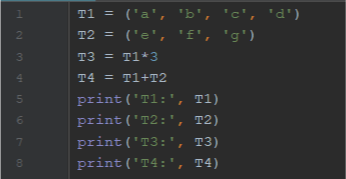 1 T1 = ('a', 'b', 'c', 'd')
2 T2 = ('e', 'f', 'g')
3 T3 = T1*3
4 T4 = T1+T2
5 print('T1:', T1)
6 print('T2:', T2)
7 print('T3:', T3)
8 print('T4:', T4)